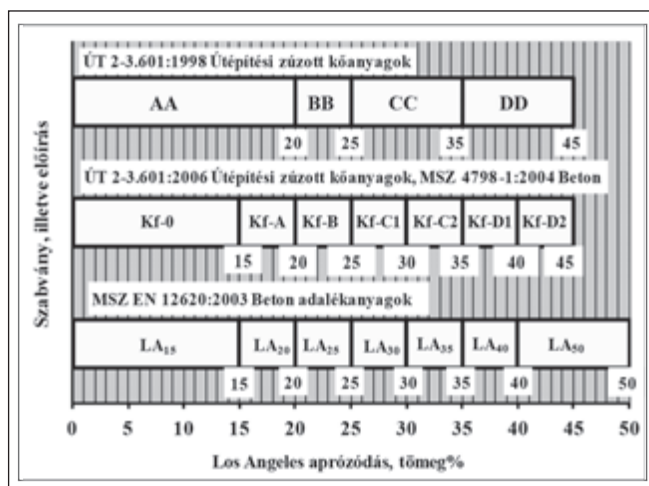 Szabvány, illetve előírás
ÚT 2-3.601:1998 Útépítési zúzott kőanyagok
AA BB CC DD
20 25 35 45
ÚT 2-3.601:2006 Útépítési zúzott kőanyagok, MSZ 4798-1:2004 Beton
Kf-0 Kf-A Kf-B Kf-C1 Kf-C2 Kf-D1 Kf-D2
15 20 25 30 35 40 45
MSZ EN 12620:2003 Beton adalékanyagok
LA₁₅ LA₂₀ LA₂₅ LA₃₀ LA₃₅ LA₄₀ LA₅₀
15 20 25 30 35 40 50
0 5 10 15 20 25 30 35 40 45 50
Los Angeles aprózódás, tömeg%